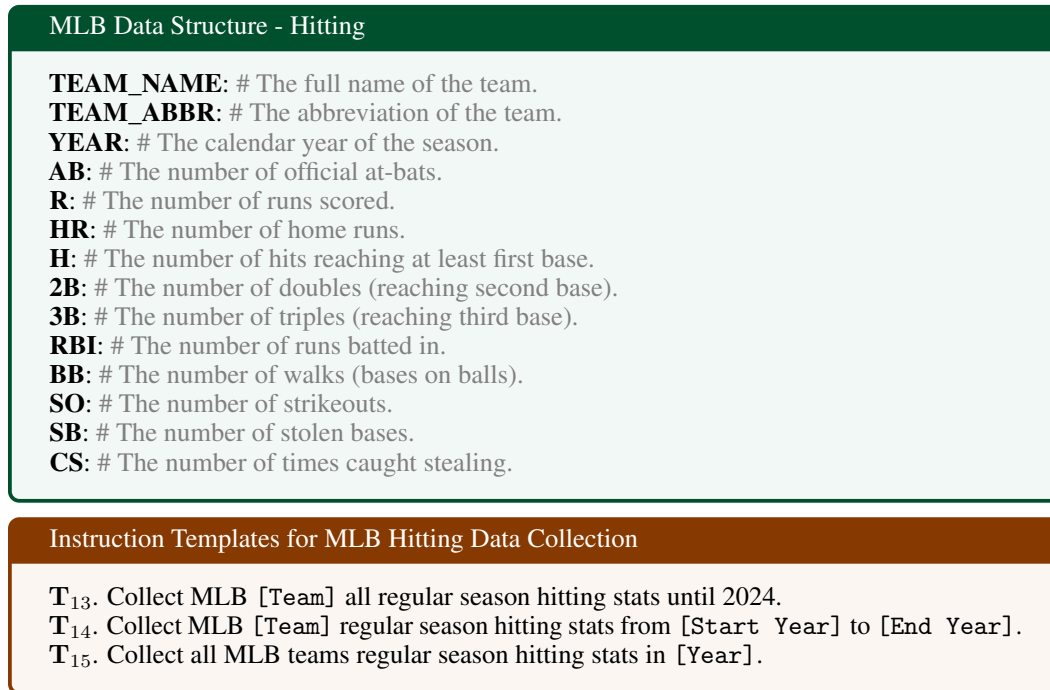 MLB Data Structure - Hitting
TEAM_NAME: # The full name of the team.
TEAM_ABBR: # The abbreviation of the team.
YEAR: # The calendar year of the season.
AB: # The number of official at-bats.
R: # The number of runs scored.
HR: # The number of home runs.
H: # The number of hits reaching at least first base.
2B: # The number of doubles (reaching second base).
3B: # The number of triples (reaching third base).
RBI: # The number of runs batted in.
BB: # The number of walks (bases on balls).
SO: # The number of strikeouts.
SB: # The number of stolen bases.
CS: # The number of times caught stealing.
Instruction Templates for MLB Hitting Data Collection
T₁₃. Collect MLB [Team] all regular season hitting stats until 2024.
T₁₄. Collect MLB [Team] regular season hitting stats from [Start Year] to [End Year].
T₁₅. Collect all MLB teams regular season hitting stats in [Year].